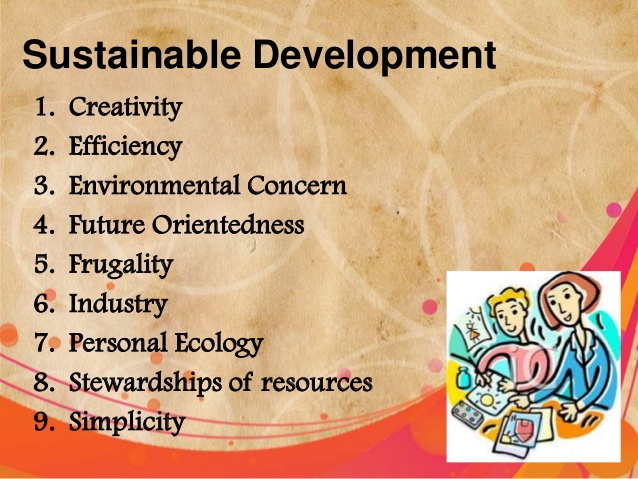 Sustainable Development
1. Creativity
2. Efficiency
3. Environmental Concern
4. Future Orientedness
5. Frugality
6. Industry
7. Personal Ecology
8. Stewardships of resources
9. Simplicity